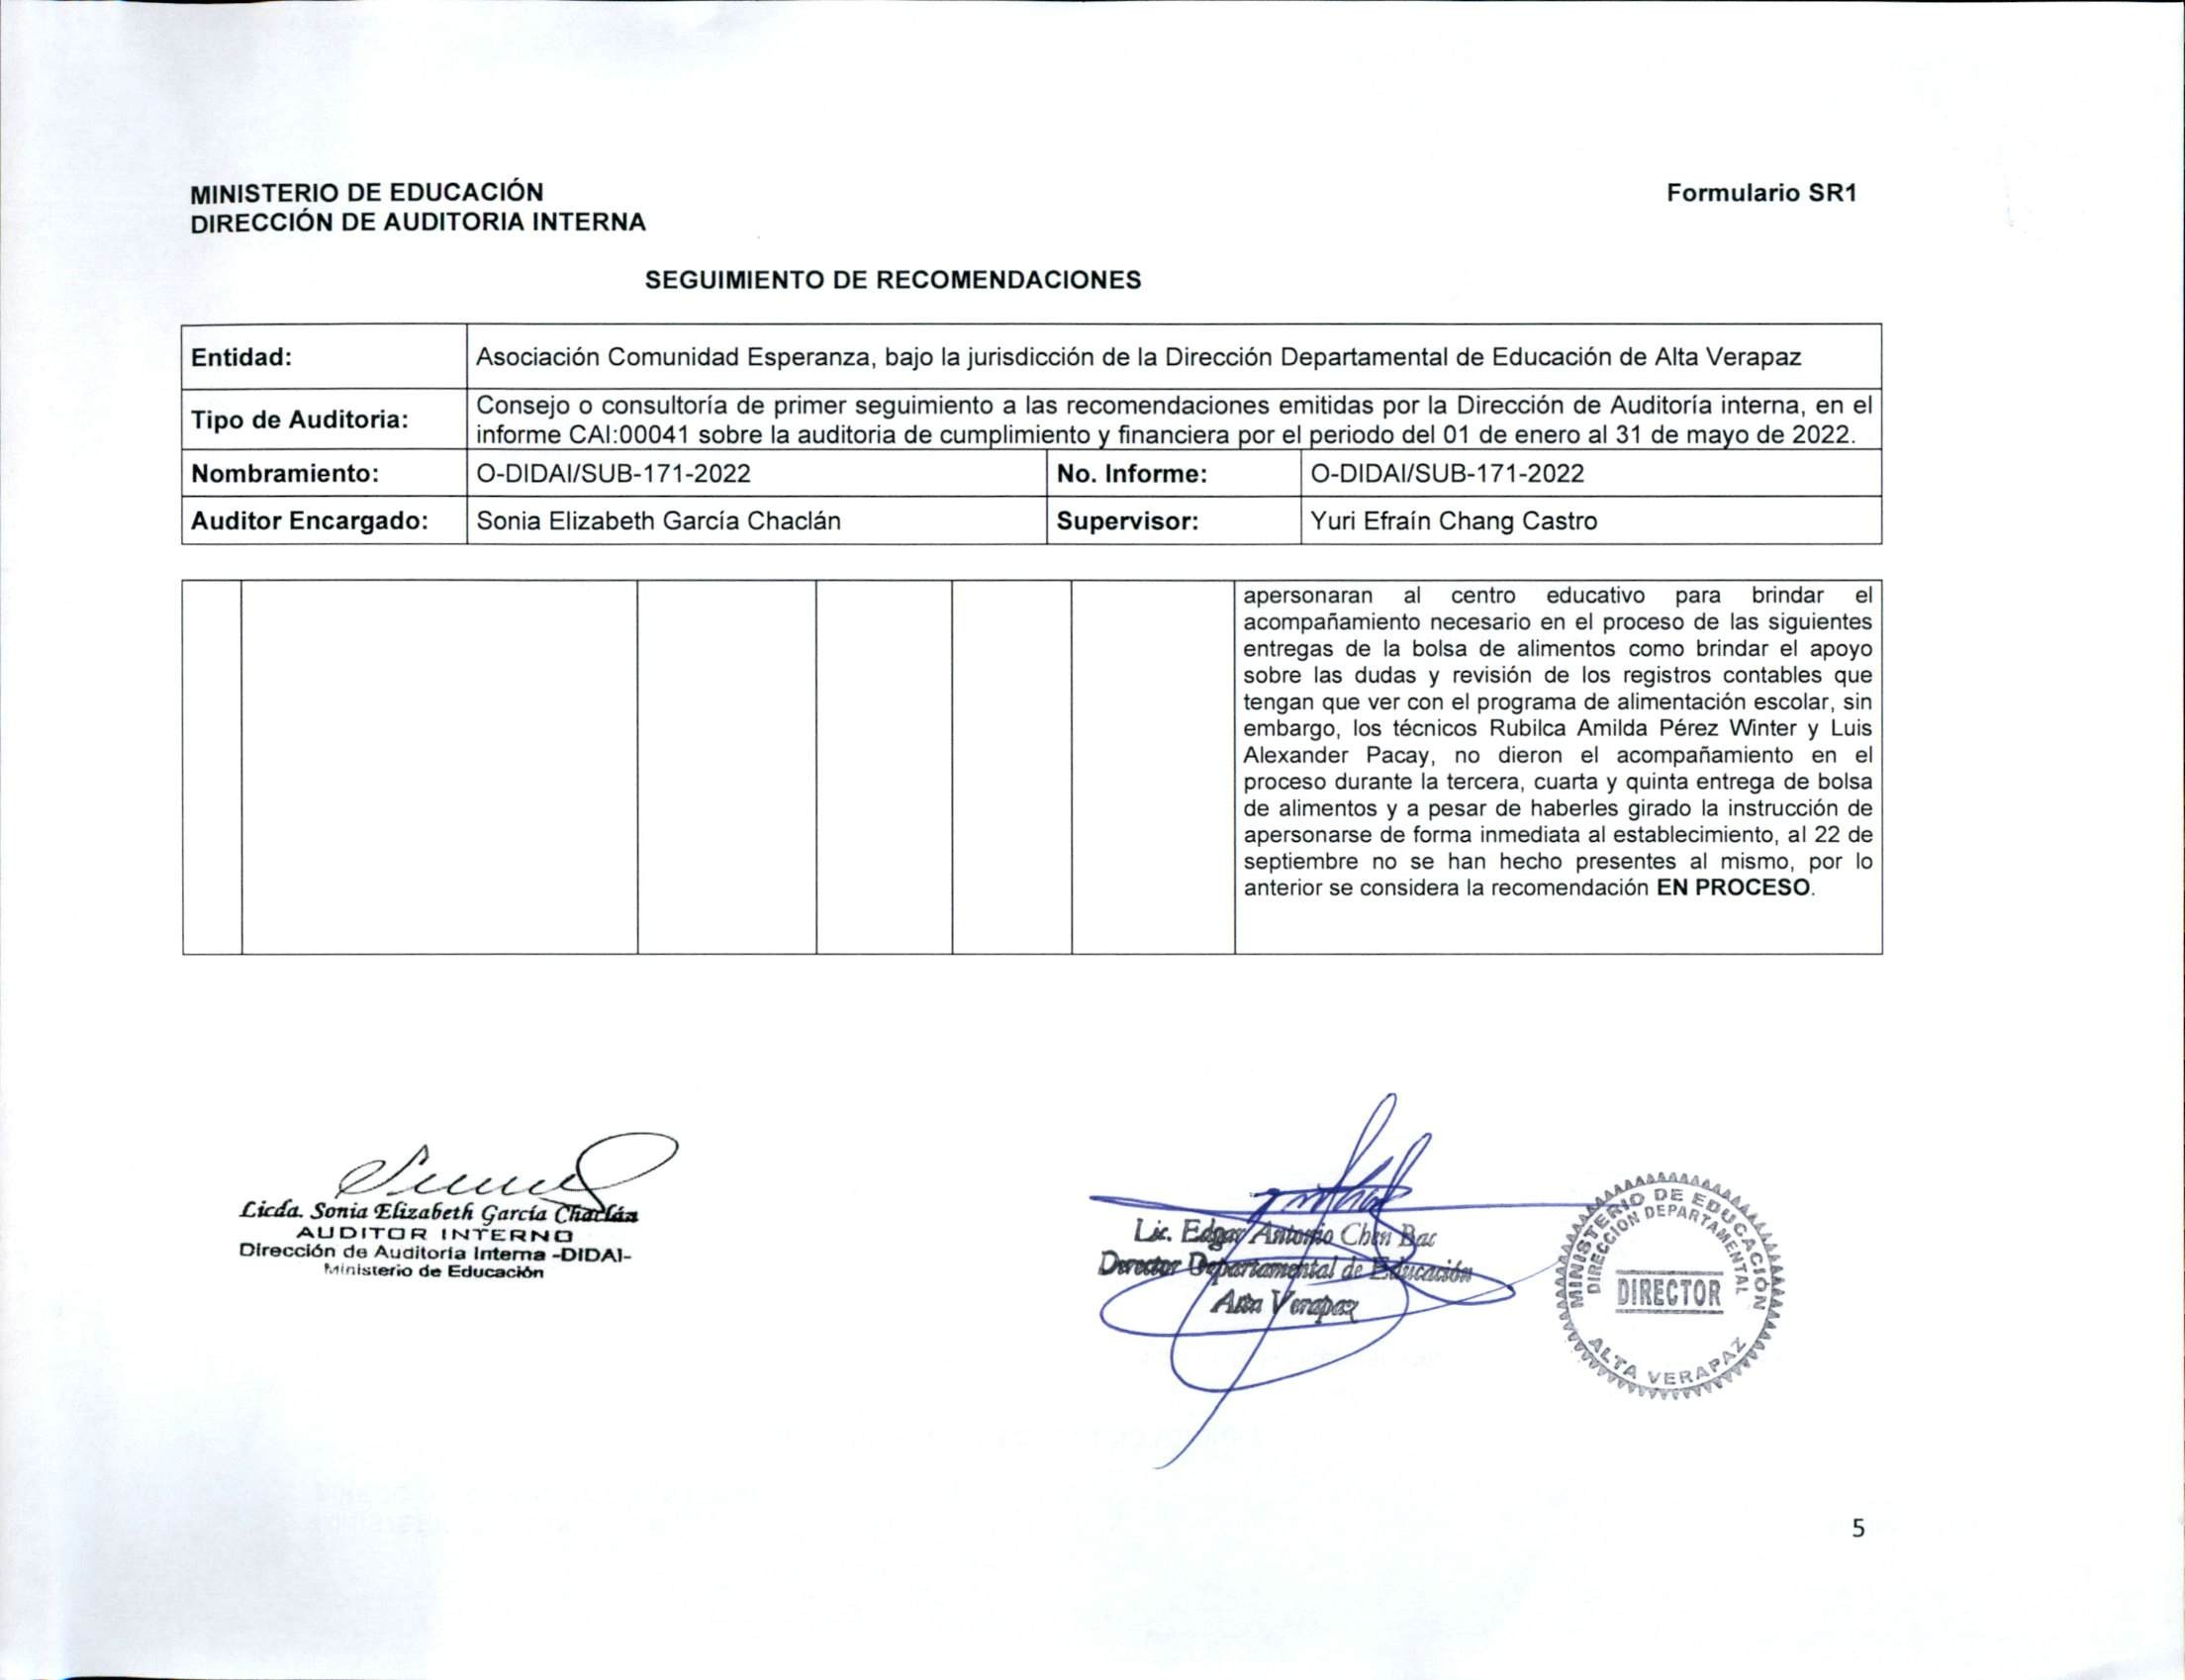 MINISTERIO DE EDUCACIÓN
DIRECCIÓN DE AUDITORIA INTERNA
Formulario SR1
SEGUIMIENTO DE RECOMENDACIONES
Entidad: Asociación Comunidad Esperanza, bajo la jurisdicción de la Dirección Departamental de Educación de Alta Verapaz
Tipo de Auditoria: Consejo o consultoría de primer seguimiento a las recomendaciones emitidas por la Dirección de Auditoría interna, en el
informe CAI:00041 sobre la auditoria de cumplimiento y financiera por el periodo del 01 de enero al 31 de mayo de 2022.
Nombramiento: O-DIDAI/SUB-171-2022 No. Informe: O-DIDAI/SUB-171-2022
Auditor Encargado: Sonia Elizabeth García Chaclán Supervisor: Yuri Efraín Chang Castro
apersonaran al centro educativo para brindar el
acompañamiento necesario en el proceso de las siguientes
entregas de la bolsa de alimentos como brindar el apoyo
sobre las dudas y revisión de los registros contables que
tengan que ver con el programa de alimentación escolar, sin
embargo, los técnicos Rubilca Amilda Pérez Winter y Luis
Alexander Pacay, no dieron el acompañamiento en el
proceso durante la tercera, cuarta y quinta entrega de bolsa
de alimentos y a pesar de haberles girado la instrucción de
apersonarse de forma inmediata al establecimiento, al 22 de
septiembre no se han hecho presentes al mismo, por lo
anterior se considera la recomendación EN PROCESO.
Licda. Sonia Elizabeth García Chaclán
AUDITOR INTERNO
Dirección de Auditoría Interna -DIDAI-
Ministerio de Educación
Lic. Edgar Antonio Chen Bac
Director Departamental de Educación
Alta Verapaz
MINISTERIO DE EDUCACIÓN
DIRECCIÓN DEPARTAMENTAL
DIRECTOR
ALTA VERAPAZ
5